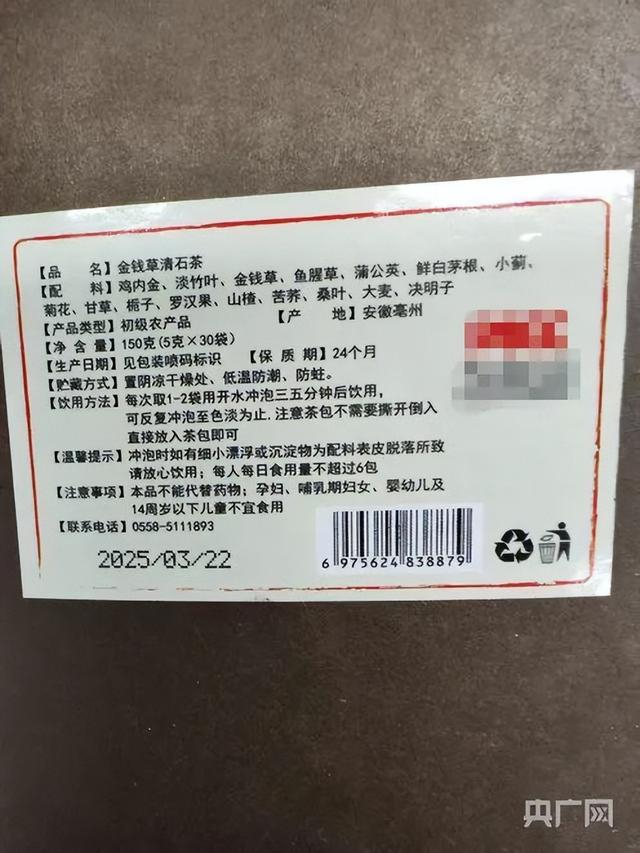 【品 名】金钱草清石茶
【配 料】鸡内金、淡竹叶、金钱草、鱼腥草、蒲公英、鲜白茅根、小蓟、
菊花、甘草、栀子、罗汉果、山楂、苦荞、桑叶、大麦、决明子
【产品类型】初级农产品 【产 地】安徽亳州
【净 含 量】150克(5克×30袋)
【生产日期】见包装喷码标识 【保 质 期】24个月
【贮藏方式】置阴凉干燥处、低温防潮、防蛀。
【饮用方法】每次取1-2袋用开水冲泡三五分钟后饮用,
可反复冲泡至色淡为止.注意茶包不需要撕开倒入
直接放入茶包即可
【温馨提示】冲泡时如有细小漂浮或沉淀物为配料表皮脱落所致
请放心饮用；每人每日食用量不超过6包
【注意事项】本品不能代替药物；孕妇、哺乳期妇女、婴幼儿及
14周岁以下儿童不宜食用
【联系电话】0558-5111893
2025/03/22
6 975624 838879
央广网